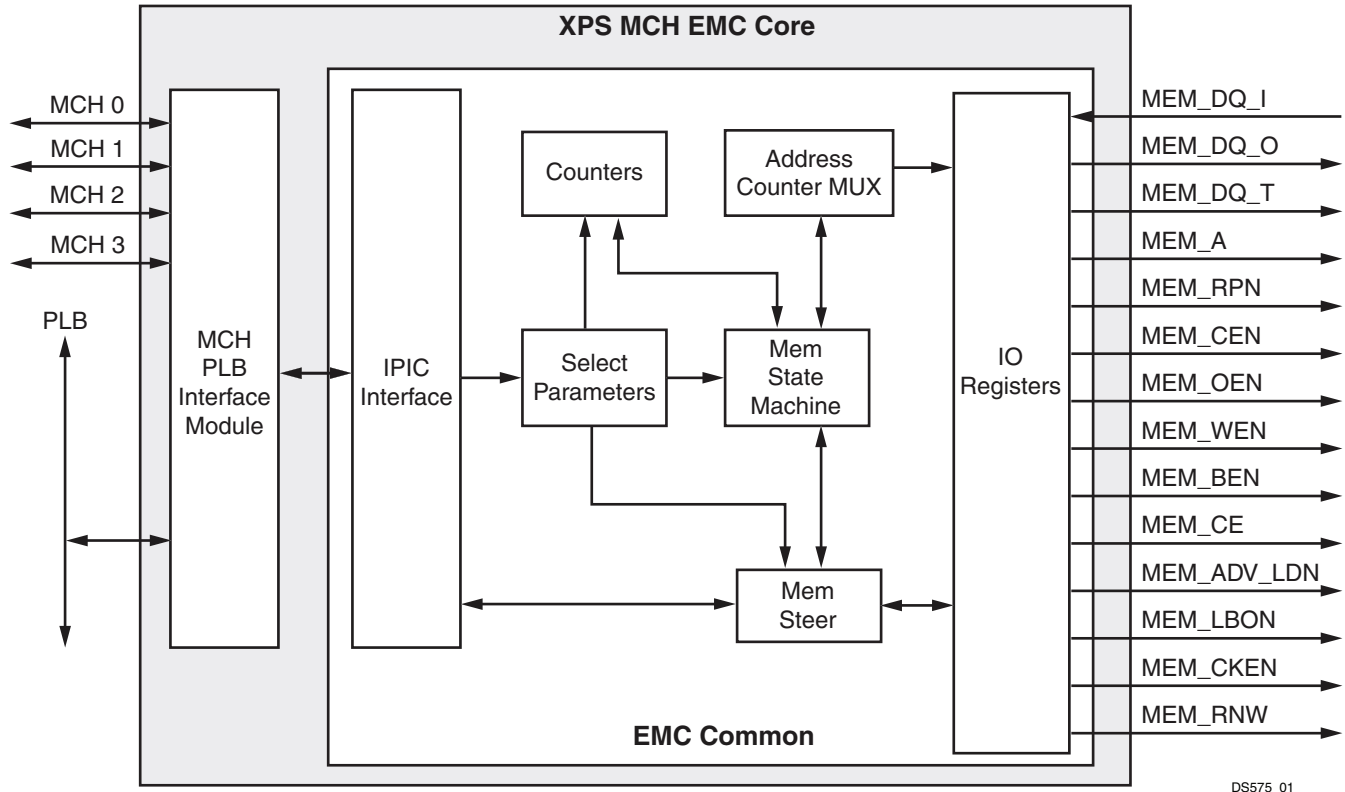 XPS MCH EMC Core
MCH 0
MCH 1
MCH 2
MCH 3
PLB
MCH
PLB
Interface
Module
IPIC
Interface
Counters
Address
Counter MUX
Select
Parameters
Mem
State
Machine
Mem
Steer
IO
Registers
EMC Common
MEM_DQ_I
MEM_DQ_O
MEM_DQ_T
MEM_A
MEM_RPN
MEM_CEN
MEM_OEN
MEM_WEN
MEM_BEN
MEM_CE
MEM_ADV_LDN
MEM_LBON
MEM_CKEN
MEM_RNW
DS575_01